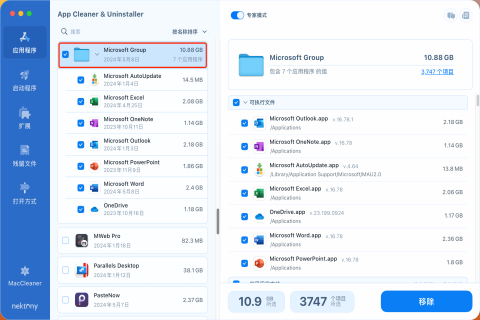 App Cleaner & Uninstaller
专家模式
搜索
按名称排序
应用程序
启动程序
扩展
残留文件
打开方式
MacCleaner
nektony
Microsoft Group
10.88 GB
2024年5月8日
7 个应用程序
Microsoft AutoUpdate
2024年1月4日
14.5 MB
Microsoft Excel
2024年4月25日
2.08 GB
Microsoft OneNote
2023年10月11日
1.14 GB
Microsoft Outlook
2024年1月3日
2.18 GB
Microsoft PowerPoint
2023年11月9日
1.86 GB
Microsoft Word
2024年5月8日
2.4 GB
OneDrive
2023年10月16日
1.18 GB
MWeb Pro
2024年1月18日
82.3 MB
Parallels Desktop
2024年1月13日
38.1 GB
PasteNow
2024年5月7日
2.37 GB
Microsoft Group
10.88 GB
包含 7 个应用程序 的组
3,747 个项目
可执行文件
Microsoft Outlook.app v.16.78.1
/Applications
2.18 GB
Microsoft OneNote.app v.16.78
/Applications
1.14 GB
Microsoft AutoUpdate.app v.4.64
/Library/Application Support/Microsoft/MAU2.0
13.8 MB
Microsoft Excel.app v.16.78
/Applications
2.06 GB
OneDrive.app v.23.199.0924
/Applications
1.17 GB
Microsoft Word.app v.16.78
/Applications
2.36 GB
Microsoft PowerPoint.app v.16.78
/Applications
1.8 GB
10.9 GB 所选
3747 个项目 所选
移除